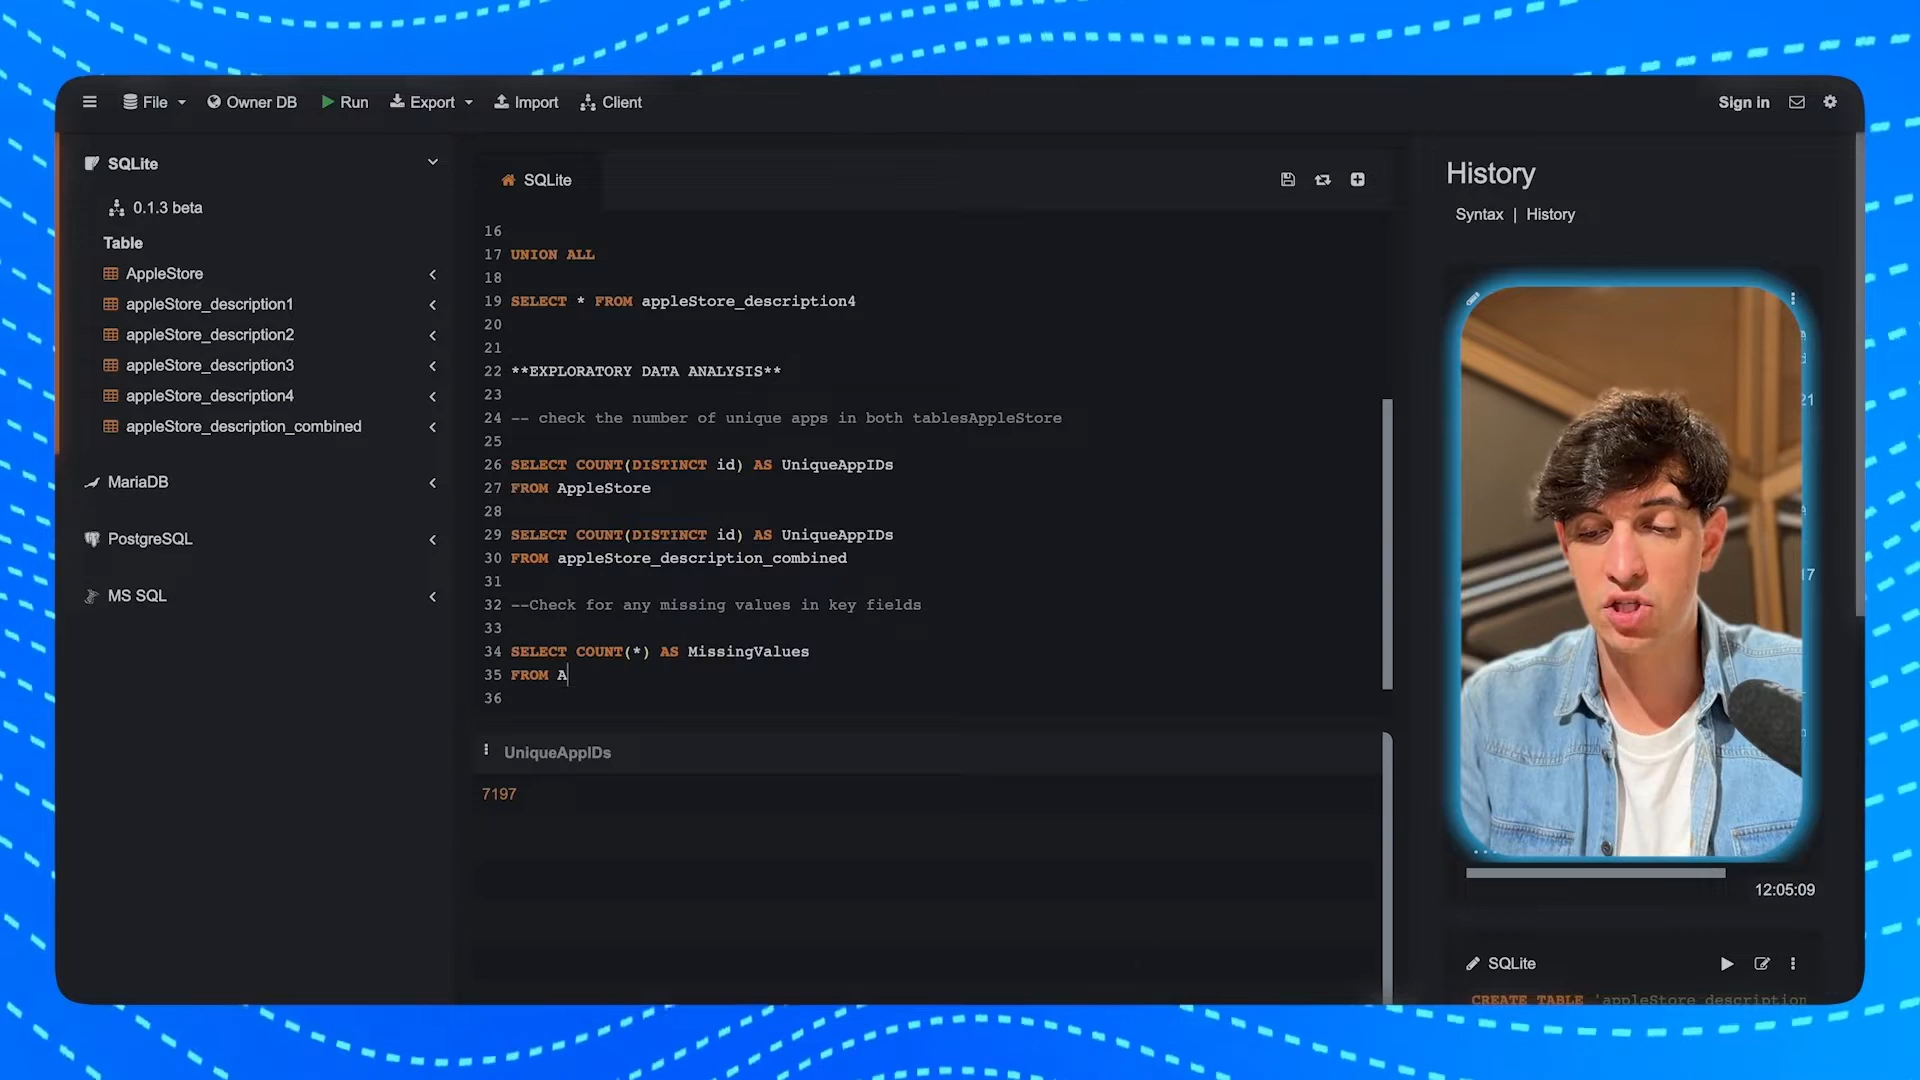 File
Owner DB
Run
Export
Import
Client
Sign in
SQLite
0.1.3 beta
Table
AppleStore
appleStore_description1
appleStore_description2
appleStore_description3
appleStore_description4
appleStore_description_combined
MariaDB
PostgreSQL
MS SQL
SQLite
16
17 UNION ALL
18
19 SELECT * FROM appleStore_description4
20
21
22 **EXPLORATORY DATA ANALYSIS**
23
24 -- check the number of unique apps in both tablesAppleStore
25
26 SELECT COUNT(DISTINCT id) AS UniqueAppIDs
27 FROM AppleStore
28
29 SELECT COUNT(DISTINCT id) AS UniqueAppIDs
30 FROM appleStore_description_combined
31
32 --Check for any missing values in key fields
33
34 SELECT COUNT(*) AS MissingValues
35 FROM A
36
UniqueAppIDs
7197
History
Syntax | History
21
17
12:05:09
SQLite
CREATE TABLE 'appleStore_description